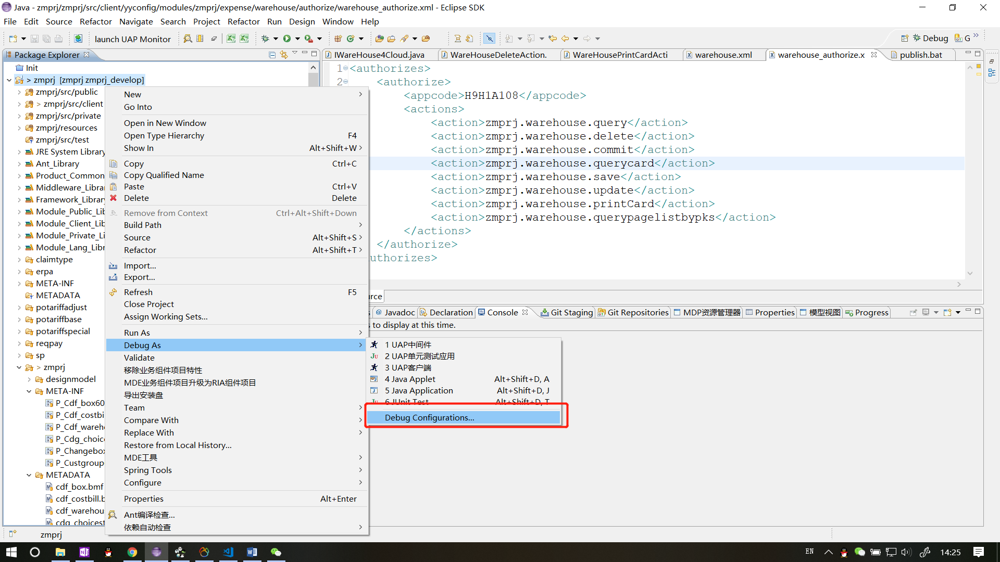 Java - zmprj/zmprj/src/client/yyconfig/modules/zmprj/expense/warehouse/authorize/warehouse_authorize.xml - Eclipse SDK
File Edit Source Refactor Navigate Search Project Refactor Run Design Window Help
launch UAP Monitor
Debug
G
Package Explorer
IWareHouse4Cloud.java
WareHouseDeleteAction.
WareHousePrintCardActi
warehouse.xml
warehouse_authorize.x
publish.bat
Init
> zmprj [zmprj zmprj_develop]
zmprj/src/public
> zmprj/src/client
zmprj/src/private
zmprj/resources
zmprj/src/test
JRE System Library
Ant_Library
Product_Common
Middleware_Librar
Framework_Library
Module_Public_Lib
Module_Client_Lib
Module_Private_Li
Module_Lang_Libr
claimtype
erpa
META-INF
METADATA
potariffadjust
potariffbase
potariffspecial
reqpay
sp
> zmprj
designmodel
META-INF
P_Cdf_box60
P_Cdf_costbi
P_Cdf_wareh
P_Cdg_choic
P_Changebox
P_Custgroup
METADATA
cdf_box.bmf
cdf_costbill.b
cdf_warehou
cdg_choicest
zmprj
New
Go Into
Open in New Window
Open Type Hierarchy F4
Show In Alt+Shift+W
Copy Ctrl+C
Copy Qualified Name
Paste Ctrl+V
Delete Delete
Remove from Context Ctrl+Alt+Shift+Down
Build Path
Source Alt+Shift+S
Refactor Alt+Shift+T
Import...
Export...
Refresh F5
Close Project
Assign Working Sets...
Run As
Debug As
Validate
移除业务组件项目特性
MDE业务组件项目升级为RIA组件项目
导出安装盘
Team
Compare With
Replace With
Restore from Local History...
MDE工具
Spring Tools
Configure
Properties Alt+Enter
Ant编译检查...
依赖自动检查
1 <authorizes>
2 <authorize>
<appcode>H9H1A108</appcode>
<actions>
<action>zmprj.warehouse.query</action>
<action>zmprj.warehouse.delete</action>
<action>zmprj.warehouse.commit</action>
<action>zmprj.warehouse.querycard</action>
<action>zmprj.warehouse.save</action>
<action>zmprj.warehouse.update</action>
<action>zmprj.warehouse.printCard</action>
<action>zmprj.warehouse.querypagelistbypks</action>
</actions>
</authorize>
uthorizes>
urce
s @ Javadoc Declaration Console Git Staging Git Repositories MDP资源管理器 Properties 模型视图 Progress
s to display at this time.
1 UAP中间件
2 UAP单元测试应用
3 UAP客户端
4 Java Applet Alt+Shift+D, A
5 Java Application Alt+Shift+D, J
6 JUnit Test Alt+Shift+D, T
Debug Configurations...
EN
14:25